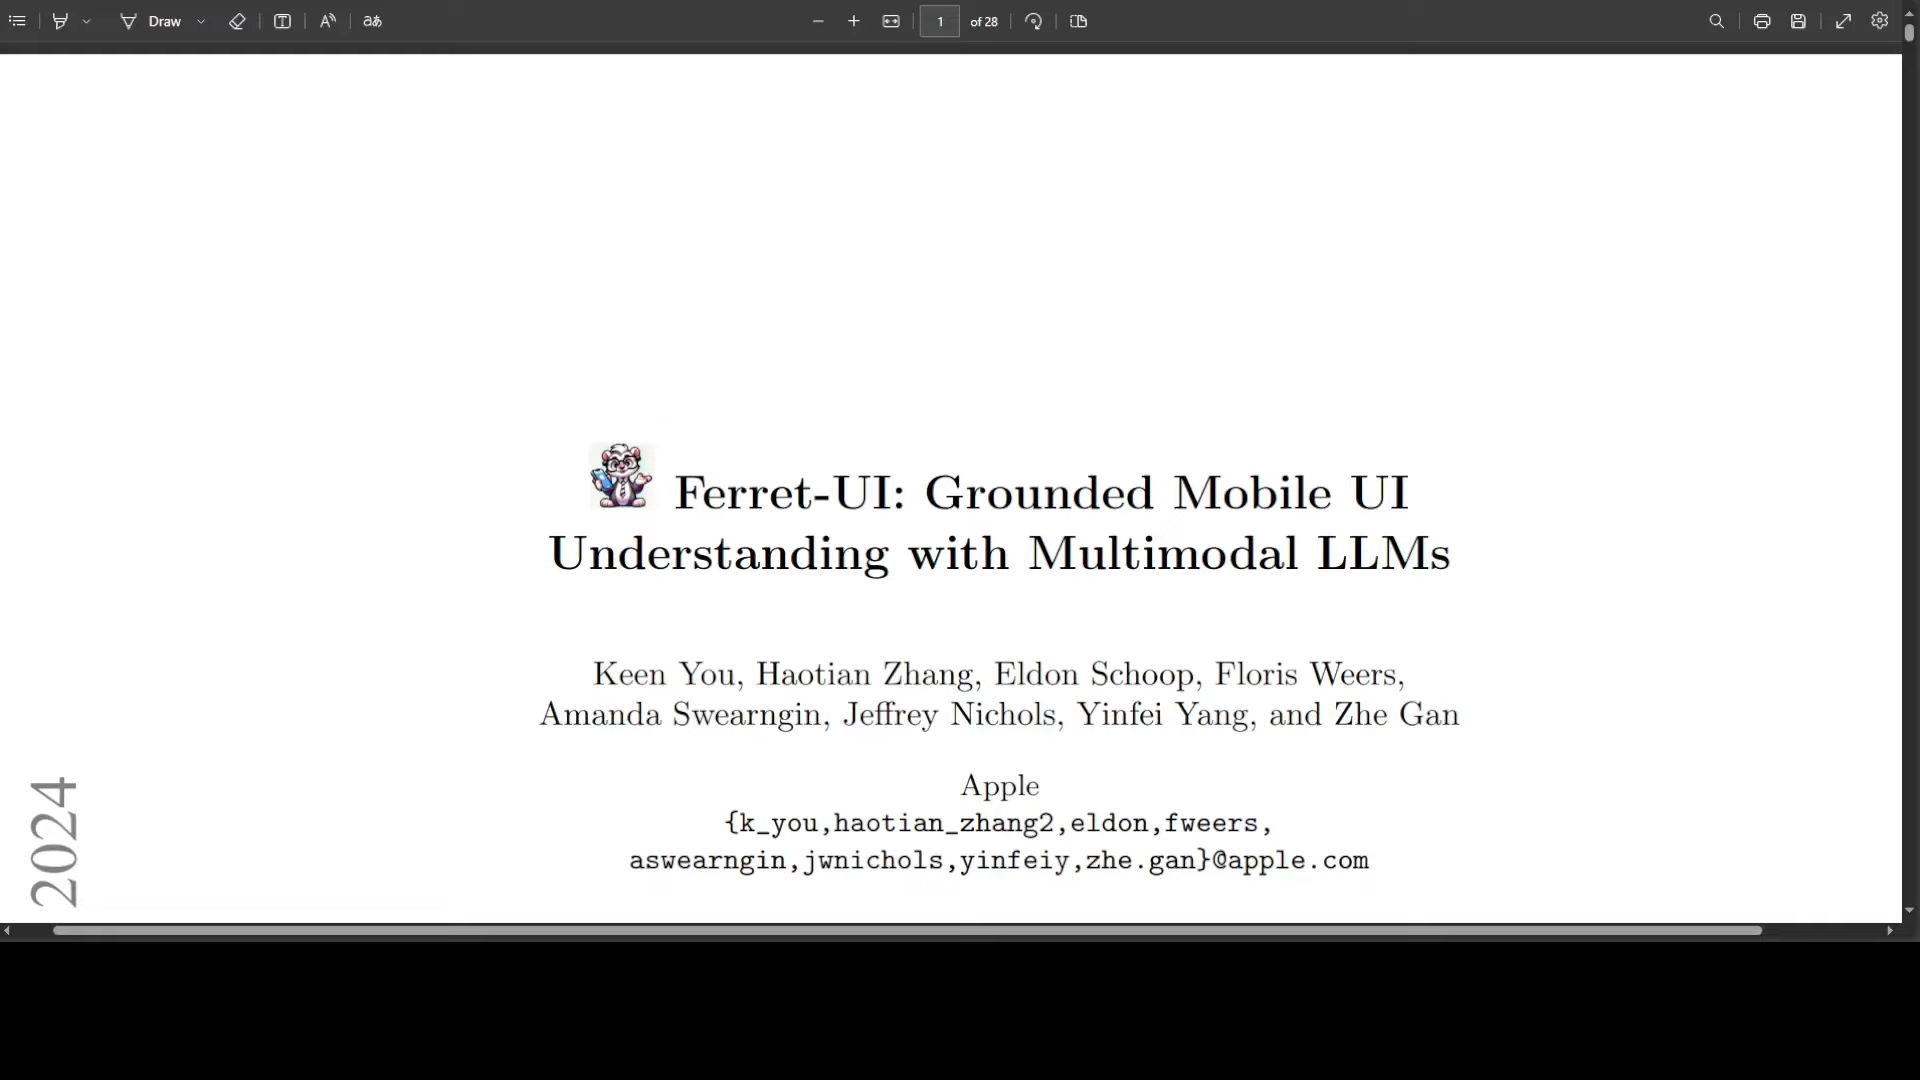 Draw
aあ
1 of 28
Ferret-UI: Grounded Mobile UI
Understanding with Multimodal LLMs
Keen You, Haotian Zhang, Eldon Schoop, Floris Weers,
Amanda Swearngin, Jeffrey Nichols, Yinfei Yang, and Zhe Gan
Apple
{k_you,haotian_zhang2,eldon,fweers,
aswearngin,jwnichols,yinfeiy,zhe.gan}@apple.com
2024